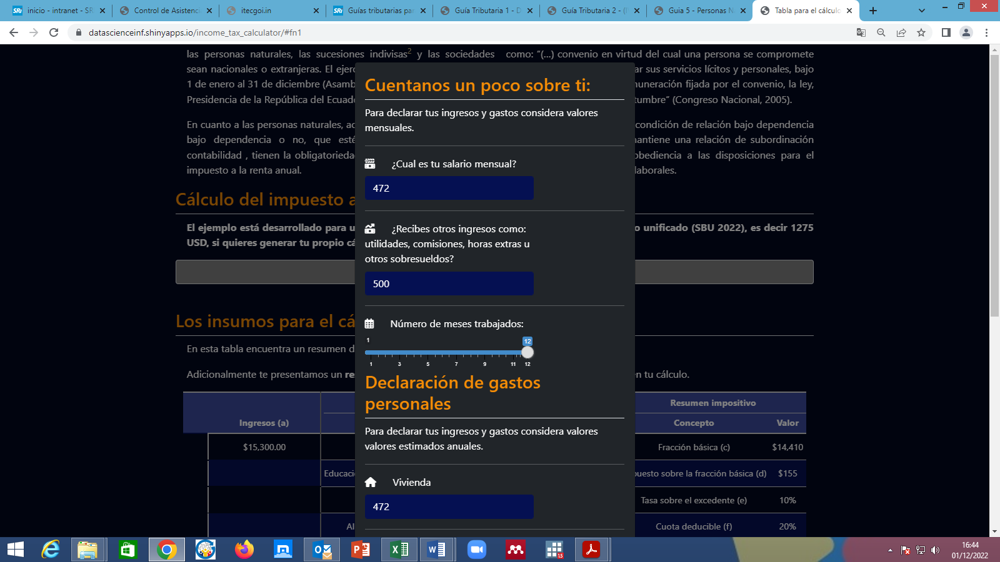 inicio - intranet - SR
Control de Asistenci
itecgoi.in
Guías tributarias par
Guía Tributaria 1 - D
Guía Tributaria 2 - (I
Guia 5 - Personas N
Tabla para el cálculo
datascienceinf.shinyapps.io/income_tax_calculator/#fn1
las personas naturales, las sucesiones indivisas2 y las sociedades
sean nacionales o extranjeras. El ejerc
1 de enero al 31 de diciembre (Asamb
Presidencia de la República del Ecuado
En cuanto a las personas naturales, ac
bajo dependencia o no, que esté
contabilidad , tienen la obligatorieda
impuesto a la renta anual.
como: “(...) convenio en virtud del cual una persona se compromete
ar sus servicios lícitos y personales, bajo
muneración fijada por el convenio, la ley,
tumbre” (Congreso Nacional, 2005).
condición de relación bajo dependencia
nantiene una relación de subordinación
obediencia a las disposiciones para el
laborales.
Cálculo del impuesto a
El ejemplo está desarrollado para u
o unificado (SBU 2022), es decir 1275
USD, si quieres generar tu propio cá
Los insumos para el cá
En esta tabla encuentra un resumen d
Adicionalmente te presentamos un re
n tu cálculo.
Ingresos (a)
$15,300.00
Educaci
Al
Resumen impositivo
Concepto Valor
Fracción básica (c) $14,410
puesto sobre la fracción básica (d) $155
Tasa sobre el excedente (e) 10%
Cuota deducible (f) 20%
Cuentanos un poco sobre ti:
Para declarar tus ingresos y gastos considera valores
mensuales.
¿Cual es tu salario mensual?
472
¿Recibes otros ingresos como:
utilidades, comisiones, horas extras u
otros sobresueldos?
500
Número de meses trabajados:
1 12
1 3 5 7 9 11 12
Declaración de gastos
personales
Para declarar tus ingresos y gastos considera valores
valores estimados anuales.
Vivienda
472
16:44
01/12/2022